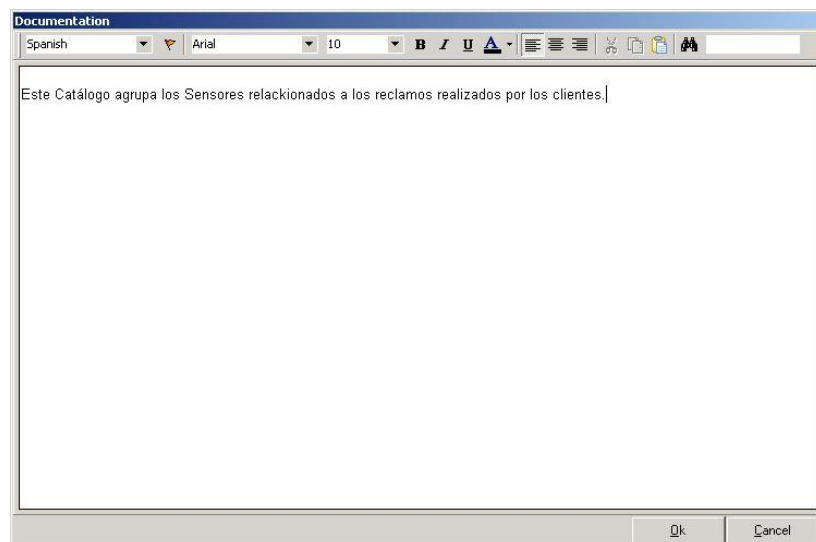 Documentation
Spanish Arial 10 B I U A
Este Catálogo agrupa los Sensores relackionados a los reclamos realizados por los clientes.
Ok Cancel